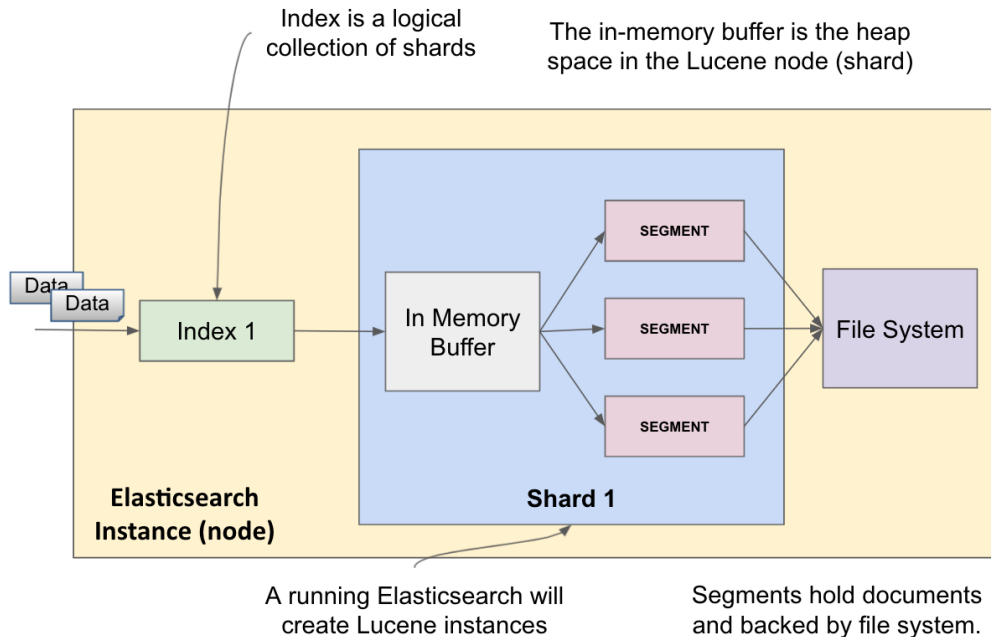 Index is a logical
collection of shards
The in-memory buffer is the heap
space in the Lucene node (shard)
Data
Data
Index 1
In Memory
Buffer
SEGMENT
SEGMENT
SEGMENT
File System
Elasticsearch
Instance (node)
Shard 1
A running Elasticsearch will
create Lucene instances
Segments hold documents
and backed by file system.